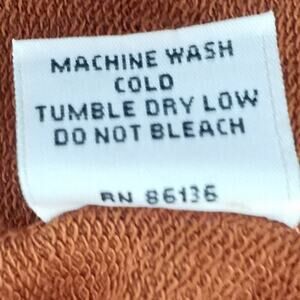 MACHINE WASH
COLD
TUMBLE DRY LOW
DO NOT BLEACH
RN 86136